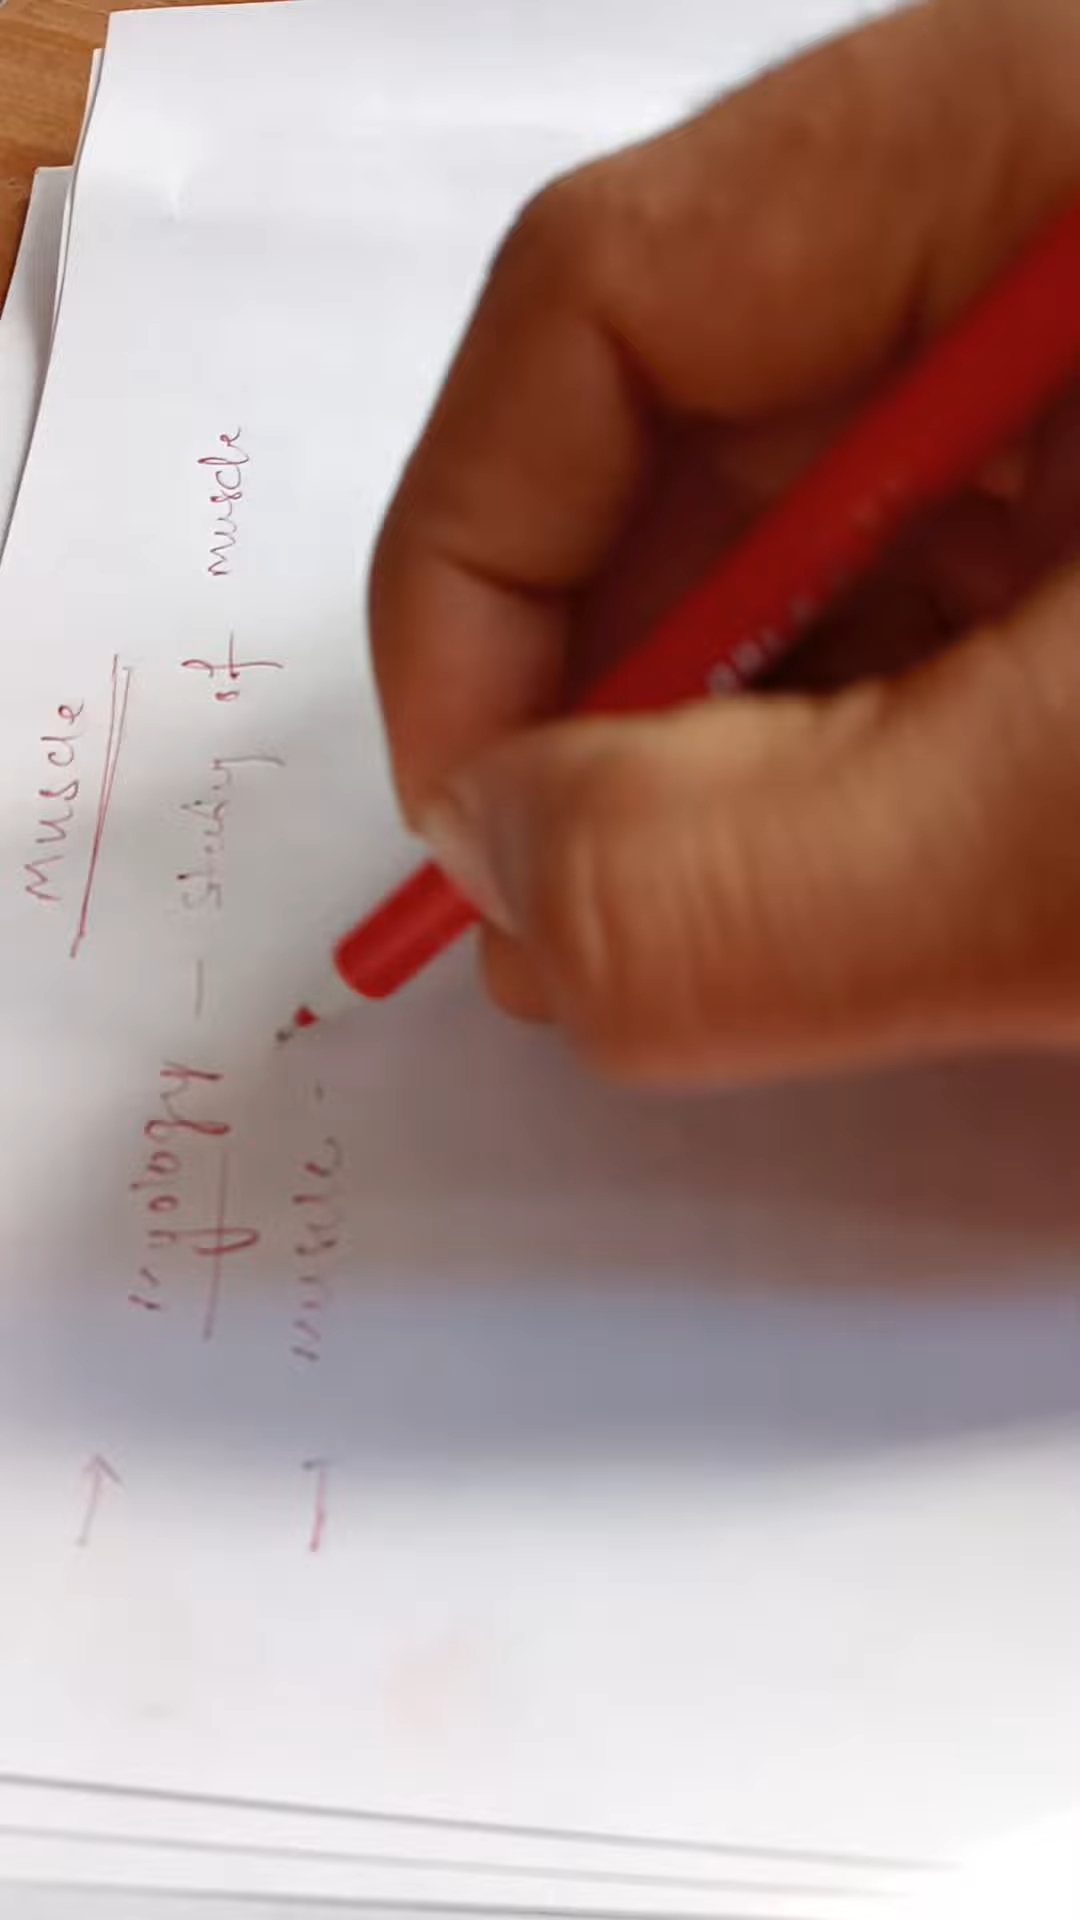 Muscle
→ myology - study of muscle
- muscle -